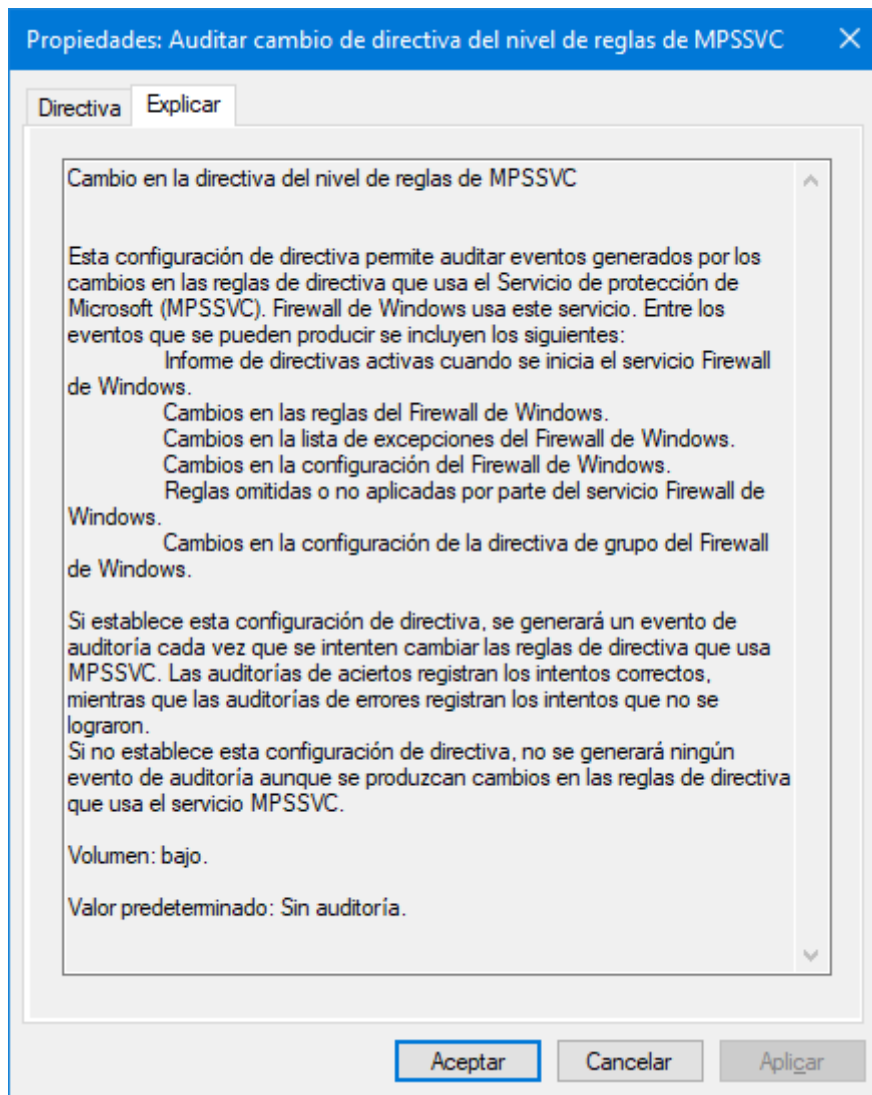 Propiedades: Auditar cambio de directiva del nivel de reglas de MPSSVC
Directiva
Explicar
Cambio en la directiva del nivel de reglas de MPSSVC
Esta configuración de directiva permite auditar eventos generados por los
cambios en las reglas de directiva que usa el Servicio de protección de
Microsoft (MPSSVC). Firewall de Windows usa este servicio. Entre los
eventos que se pueden producir se incluyen los siguientes:
Informe de directivas activas cuando se inicia el servicio Firewall
de Windows.
Cambios en las reglas del Firewall de Windows.
Cambios en la lista de excepciones del Firewall de Windows.
Cambios en la configuración del Firewall de Windows.
Reglas omitidas o no aplicadas por parte del servicio Firewall de
Windows.
Cambios en la configuración de la directiva de grupo del Firewall
de Windows.
Si establece esta configuración de directiva, se generará un evento de
auditoría cada vez que se intenten cambiar las reglas de directiva que usa
MPSSVC. Las auditorías de aciertos registran los intentos correctos,
mientras que las auditorías de errores registran los intentos que no se
lograron.
Si no establece esta configuración de directiva, no se generará ningún
evento de auditoría aunque se produzcan cambios en las reglas de directiva
que usa el servicio MPSSVC.
Volumen: bajo.
Valor predeterminado: Sin auditoría.
Aceptar
Cancelar
Aplicar